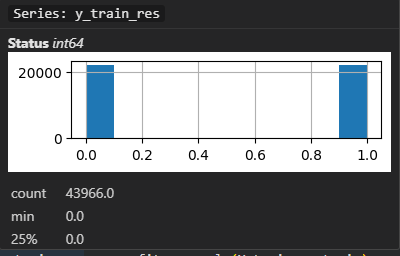 Series: y_train_res
Status int64
20000
0
0.0 0.2 0.4 0.6 0.8 1.0
count 43966.0
min 0.0
25% 0.0